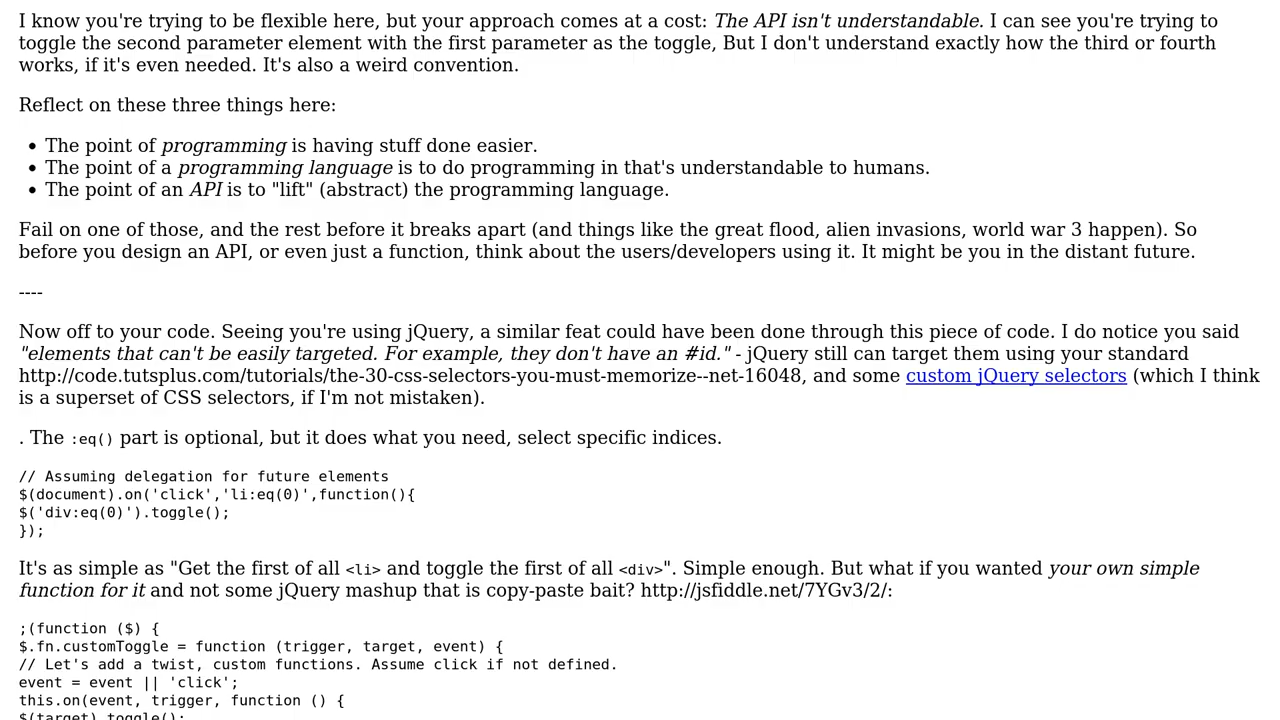 I know you're trying to be flexible here, but your approach comes at a cost: The API isn't understandable. I can see you're trying to
toggle the second parameter element with the first parameter as the toggle, But I don't understand exactly how the third or fourth
works, if it's even needed. It's also a weird convention.
Reflect on these three things here:
• The point of programming is having stuff done easier.
• The point of a programming language is to do programming in that's understandable to humans.
• The point of an API is to "lift" (abstract) the programming language.
Fail on one of those, and the rest before it breaks apart (and things like the great flood, alien invasions, world war 3 happen). So
before you design an API, or even just a function, think about the users/developers using it. It might be you in the distant future.
----
Now off to your code. Seeing you're using jQuery, a similar feat could have been done through this piece of code. I do notice you said
"elements that can't be easily targeted. For example, they don't have an #id." - jQuery still can target them using your standard
http://code.tutsplus.com/tutorials/the-30-css-selectors-you-must-memorize--net-16048, and some custom jQuery selectors (which I think
is a superset of CSS selectors, if I'm not mistaken).
. The :eq() part is optional, but it does what you need, select specific indices.
// Assuming delegation for future elements
$(document).on('click','li:eq(0)',function(){
$('div:eq(0)').toggle();
});
It's as simple as "Get the first of all <li> and toggle the first of all <div>". Simple enough. But what if you wanted your own simple
function for it and not some jQuery mashup that is copy-paste bait? http://jsfiddle.net/7YGv3/2/:
;(function ($) {
$.fn.customToggle = function (trigger, target, event) {
// Let's add a twist, custom functions. Assume click if not defined.
event = event || 'click';
this.on(event, trigger, function () {
$(target).toggle();